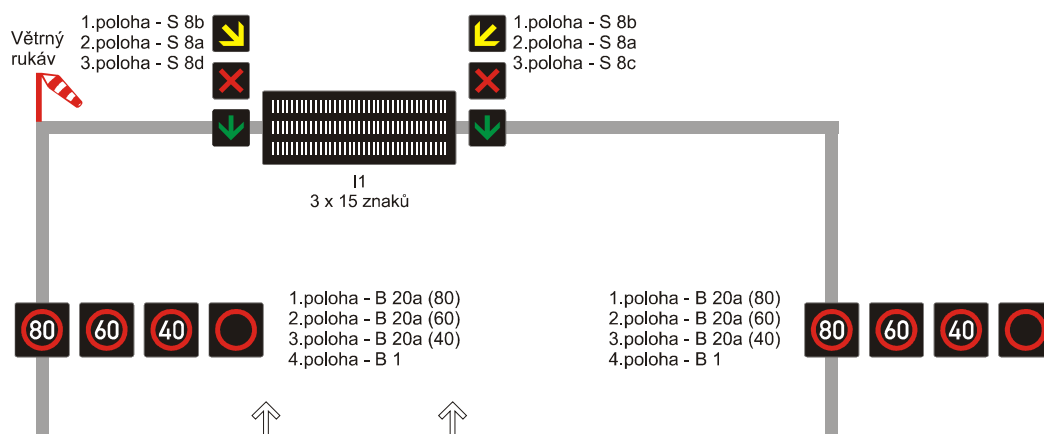 Větrný
rukáv
1.poloha - S 8b
2.poloha - S 8a
3.poloha - S 8d
1.poloha - S 8b
2.poloha - S 8a
3.poloha - S 8c
I1
3 x 15 znaků
80
60
40
1.poloha - B 20a (80)
2.poloha - B 20a (60)
3.poloha - B 20a (40)
4.poloha - B 1
1.poloha - B 20a (80)
2.poloha - B 20a (60)
3.poloha - B 20a (40)
4.poloha - B 1
80
60
40